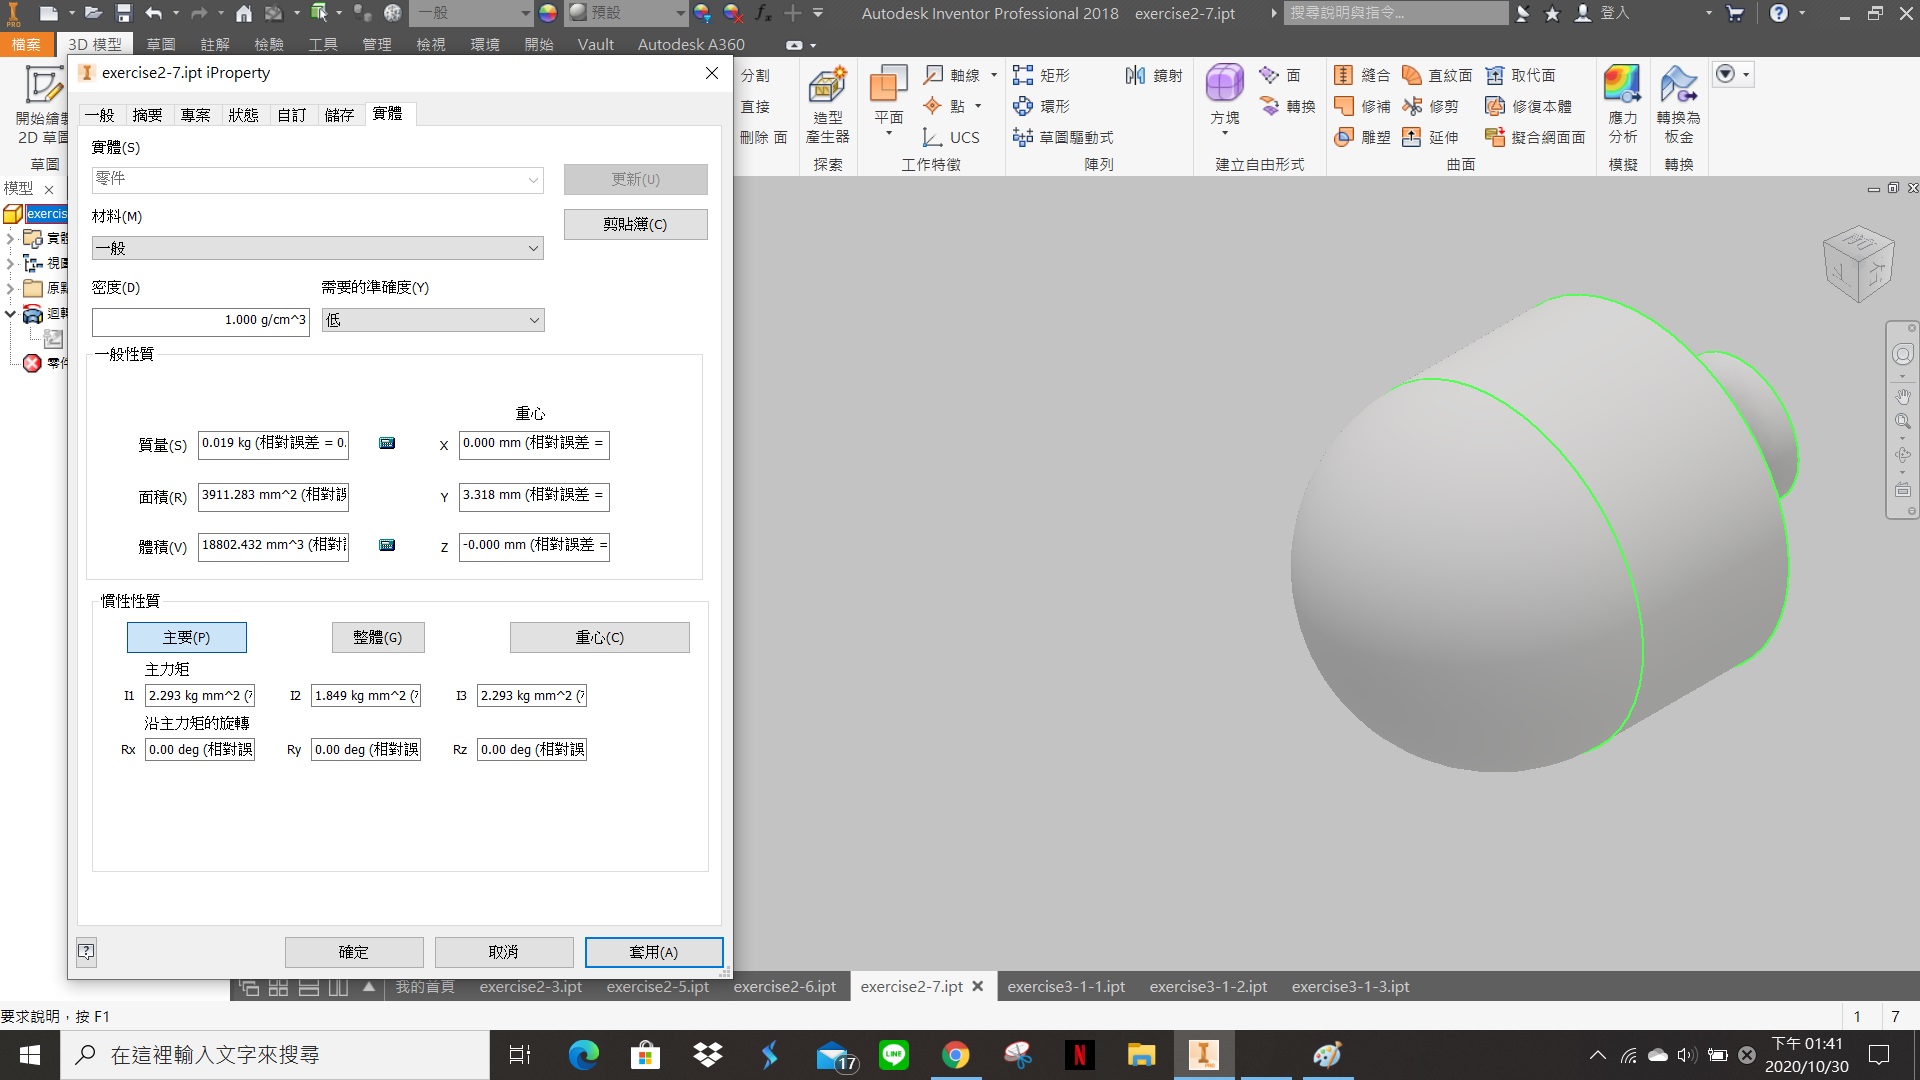 PRO
一般
預設
Autodesk Inventor Professional 2018 exercise2-7.ipt
搜尋說明與指令...
登入
檔案
3D 模型
草圖
註解
檢驗
工具
管理
檢視
環境
開始
Vault
Autodesk A360
開始繪製
2D 草圖
草圖
分割
直接
刪除 面
造型
產生器
探索
平面
軸線
點
UCS
工作特徵
矩形
環形
草圖驅動式
鏡射
陣列
方塊
面
轉換
建立自由形式
縫合
修補
雕塑
直紋面
修剪
延伸
取代面
修復本體
擬合網面面
曲面
應力
分析
模擬
轉換為
板金
轉換
模型
exercis
實體
視圖
原點
迴轉
零件
exercise2-7.ipt iProperty
一般
摘要
專案
狀態
自訂
儲存
實體
實體(S)
零件
更新(U)
材料(M)
剪貼簿(C)
一般
密度(D)
需要的準確度(Y)
1.000 g/cm^3
低
一般性質
重心
質量(S)
0.019 kg (相對誤差 = 0.
X
0.000 mm (相對誤差 =
面積(R)
3911.283 mm^2 (相對誤
Y
3.318 mm (相對誤差 =
體積(V)
18802.432 mm^3 (相對
Z
-0.000 mm (相對誤差 =
慣性性質
主要(P)
整體(G)
重心(C)
主力矩
I1
2.293 kg mm^2 (
I2
1.849 kg mm^2 (
I3
2.293 kg mm^2 (
沿主力矩的旋轉
Rx
0.00 deg (相對誤
Ry
0.00 deg (相對誤
Rz
0.00 deg (相對誤
確定
取消
套用(A)
我的首頁
exercise2-3.ipt
exercise2-5.ipt
exercise2-6.ipt
exercise2-7.ipt
exercise3-1-1.ipt
exercise3-1-2.ipt
exercise3-1-3.ipt
要求說明，按 F1
1
7
在這裡輸入文字來搜尋
17
LINE
N
下午 01:41
2020/10/30